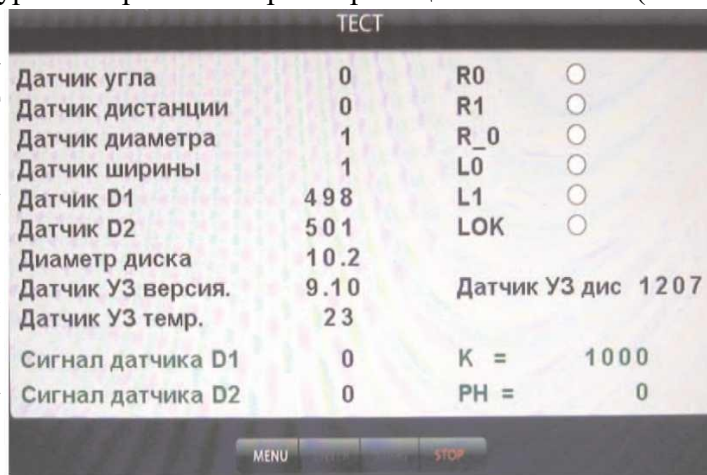 ТЕСТ
Датчик угла 0 R0
Датчик дистанции 0 R1
Датчик диаметра 1 R_0
Датчик ширины 1 L0
Датчик D1 498 L1
Датчик D2 501 LOK
Диаметр диска 10.2
Датчик УЗ версия. 9.10 Датчик УЗ дис 1207
Датчик УЗ темр. 23
Сигнал датчика D1 0 K = 1000
Сигнал датчика D2 0 PH = 0
MENU STOP